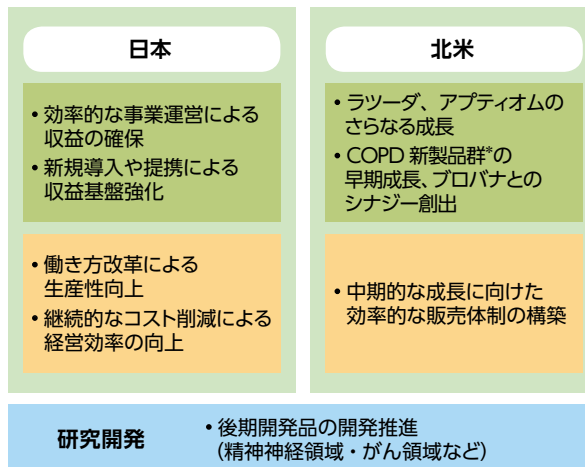 日本
・効率的な事業運営による
収益の確保
・新規導入や提携による
収益基盤強化
・働き方改革による
生産性向上
・継続的なコスト削減による
経営効率の向上
北米
・ラツーダ、アプティオムの
さらなる成長
・COPD 新製品群*の
早期成長、ブロバナとの
シナジー創出
・中期的な成長に向けた
効率的な販売体制の構築
研究開発
・後期開発品の開発推進
(精神神経領域・がん領域など)